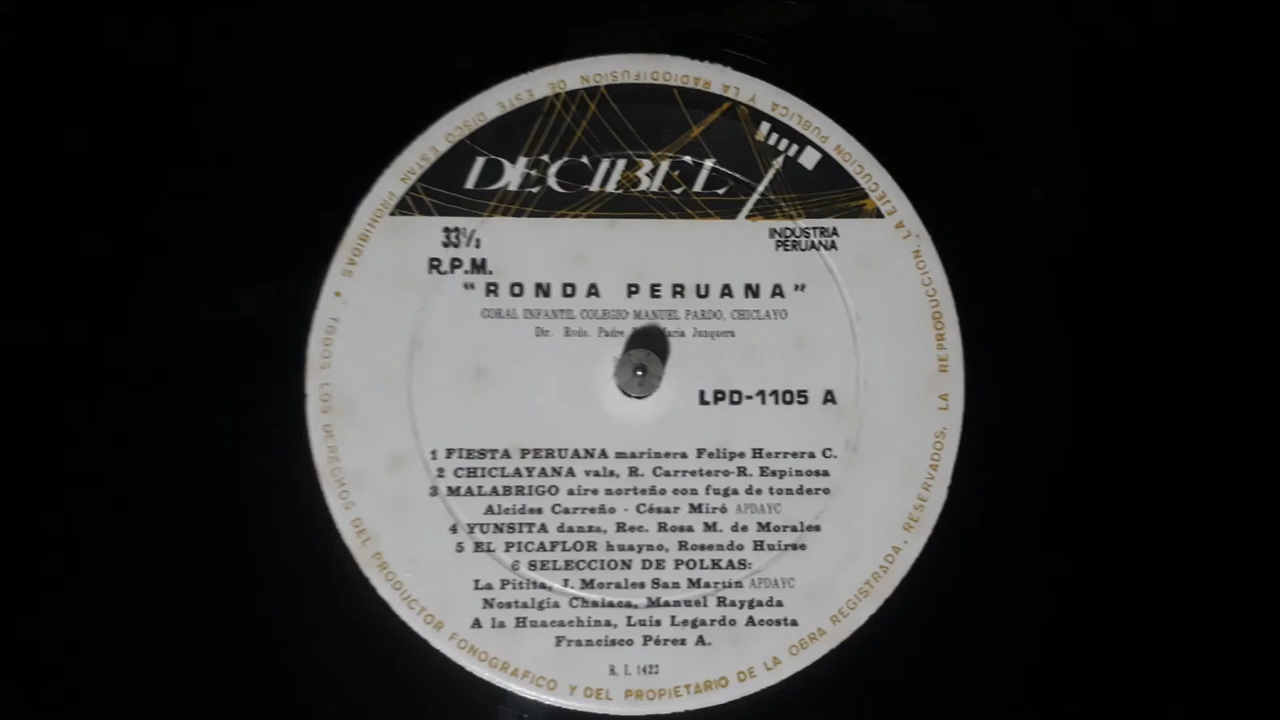 DECIBEL
33⅓
R.P.M.
INDUSTRIA
PERUANA
"RONDA PERUANA"
CORAL INFANTIL COLEGIO MANUEL PARDO, CHICLAYO
Dir. Rvdo. Padre María Junquera
LPD-1105 A
1 FIESTA PERUANA marinera Felipe Herrera C.
2 CHICLAYANA vals, R. Carretero-R. Espinosa
3 MALABRIGO aire norteño con fuga de tondero
Alcides Carreño - César Miró APDAYC
4 YUNSITA danza, Rec. Rosa M. de Morales
5 EL PICAFLOR huayno, Rosendo Huirse
6 SELECCION DE POLKAS:
La Pitita, J. Morales San Martín APDAYC
Nostalgia Chalaca, Manuel Raygada
A la Huacachina, Luis Legardo Acosta
Francisco Pérez A.
R. I. 1422
* TODOS LOS DERECHOS DEL PRODUCTOR FONOGRAFICO Y DEL PROPIETARIO DE LA OBRA REGISTRADA, RESERVADOS. LA REPRODUCCION, LA EJECUCION PUBLICA Y LA RADIODIFUSION DE ESTE DISCO ESTAN PROHIBIDAS